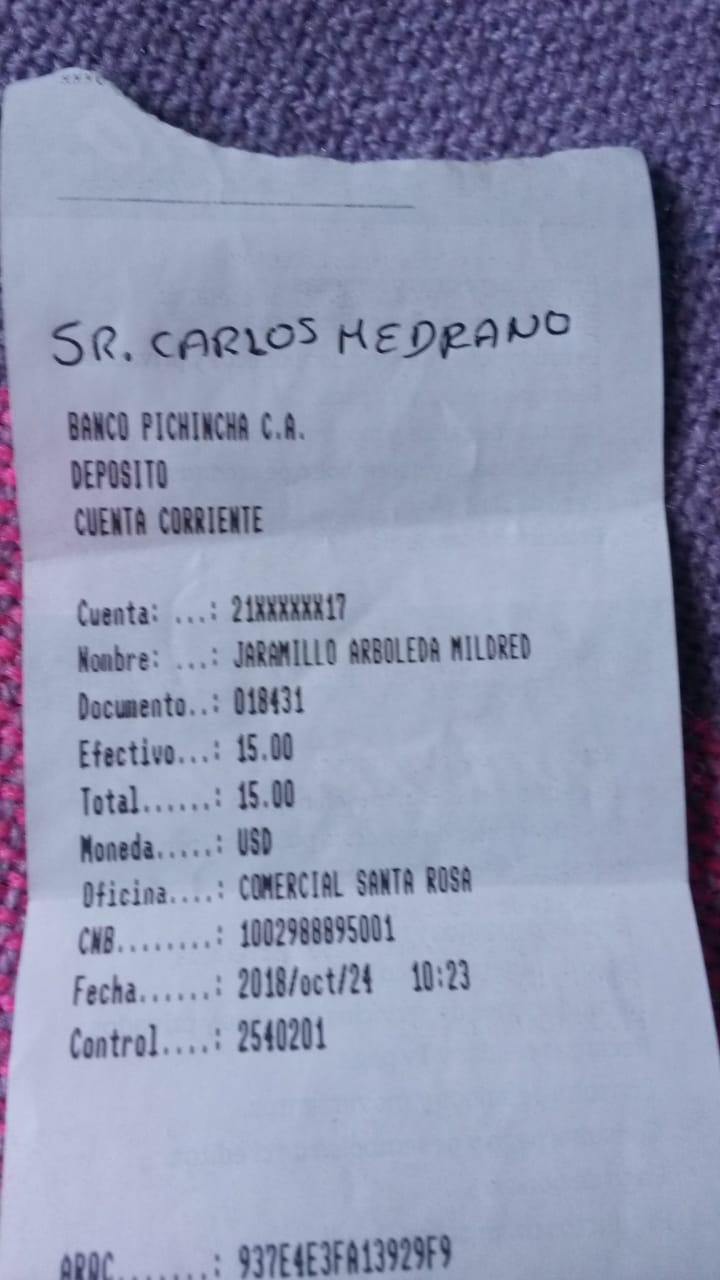 SR. CARLOS MEDRANO
BANCO PICHINCHA C.A.
DEPOSITO
CUENTA CORRIENTE
Cuenta: ...: 21XXXXXX17
Nombre: ...: JARAMILLO ARBOLEDA MILDRED
Documento..: 018431
Efectivo...: 15.00
Total......: 15.00
Moneda.....: USD
Oficina....: COMERCIAL SANTA ROSA
CNB........: 1002988895001
Fecha......: 2018/oct/24 10:23
Control....: 2540201
ARQC.......: 937E4E3FA13929F9